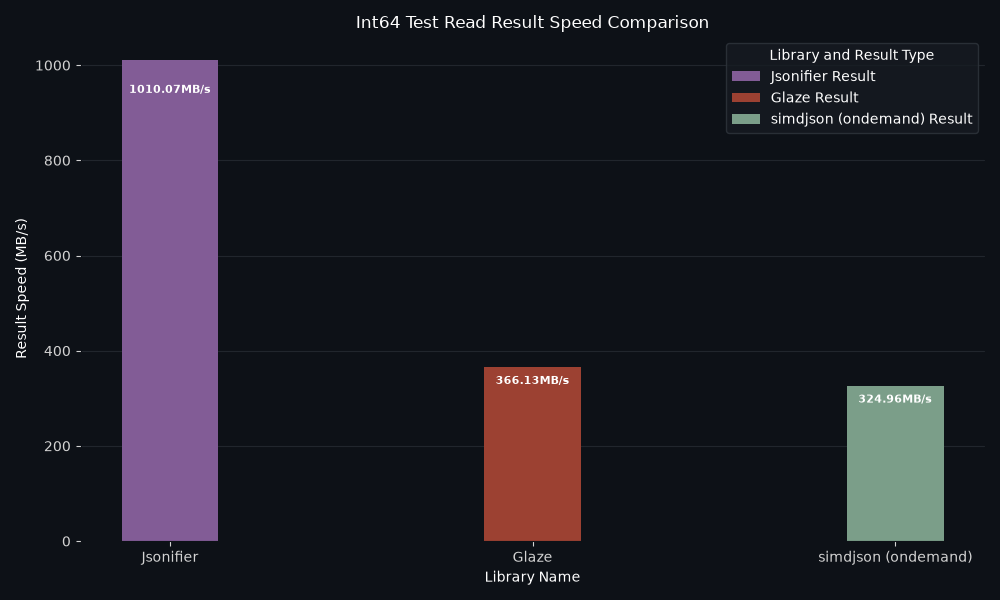 Int64 Test Read Result Speed Comparison
Library and Result Type
Jsonifier Result
Glaze Result
simdjson (ondemand) Result
Result Speed (MB/s)
1000
800
600
400
200
0
1010.07MB/s
366.13MB/s
324.96MB/s
Jsonifier
Glaze
simdjson (ondemand)
Library Name